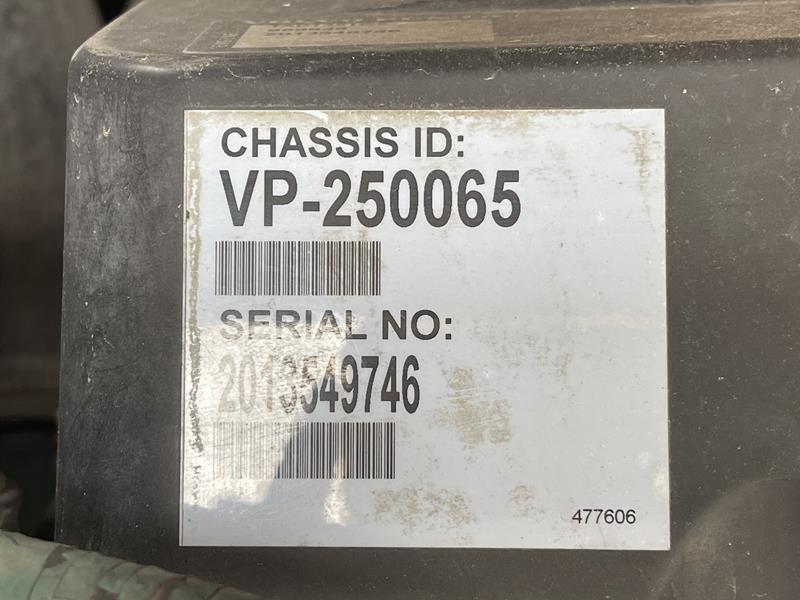 CHASSIS ID:
VP-250065
SERIAL NO:
2013549746
477606